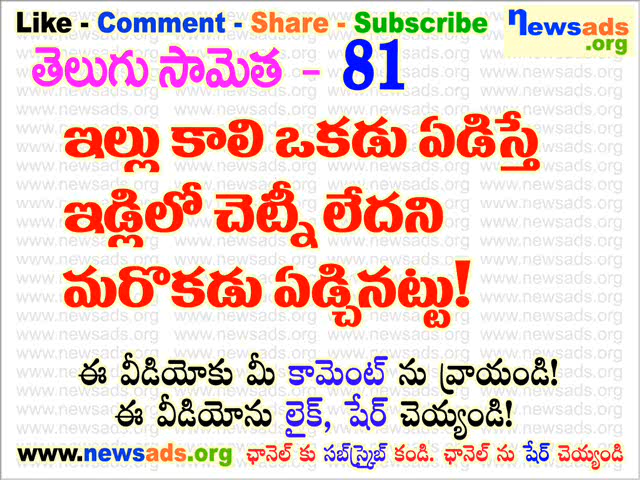 Like - Comment - Share - Subscribe
newsads.org
తెలుగు సామెత - 81
ఇల్లు కాలి ఒకడు ఏడిస్తే
ఇడ్లిలో చెట్నీ లేదని
మరొకడు ఏడ్చినట్టు!
ఈ వీడియోకు మీ కామెంట్ ను వ్రాయండి!
ఈ వీడియోను లైక్, షేర్ చెయ్యండి!
www.newsads.org ఛానెల్ కు సబ్‌స్క్రైబ్ కండి. ఛానెల్ ను షేర్ చెయ్యండి